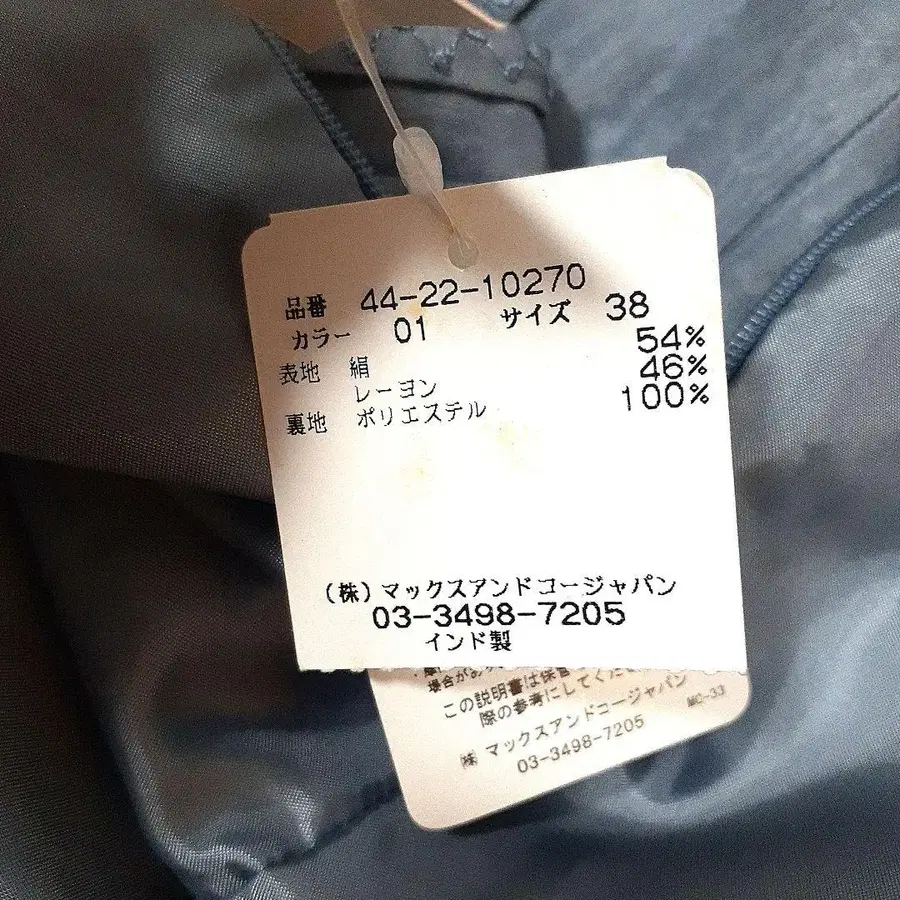 品番 44-22-10270
カラー 01 サイズ 38
表地 絹 54%
レーヨン 46%
裏地 ポリエステル 100%
(株)マックスアンドコージャパン
03-3498-7205
インド製
場合が
この説明書は保
際の参考にしてくだ
MC-33
㈱ マックスアンドコージャパン
03-3498-7205